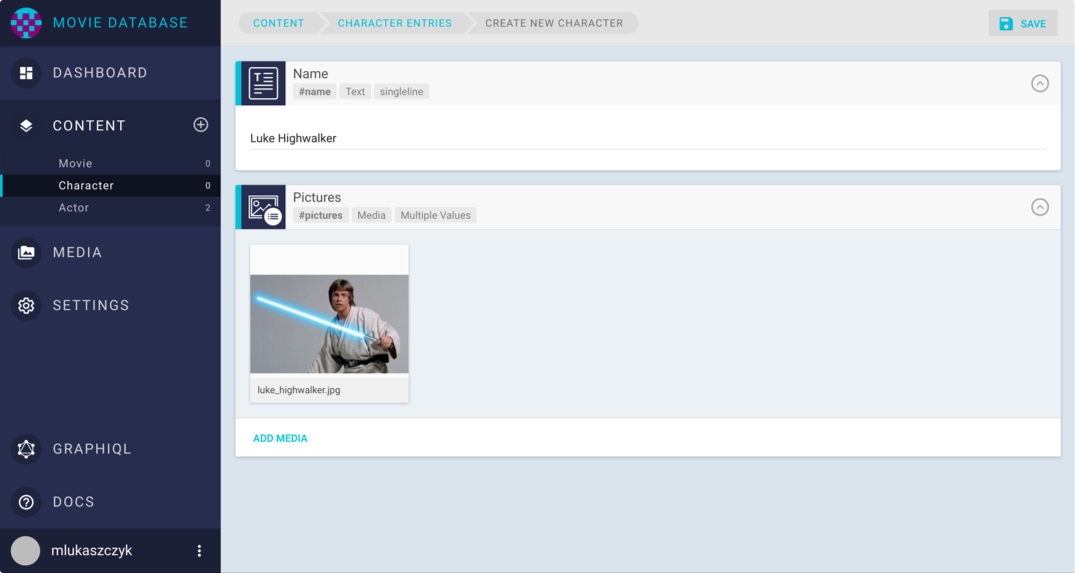 MOVIE DATABASE
DASHBOARD
CONTENT
Movie 0
Character 0
Actor 2
MEDIA
SETTINGS
GRAPHIQL
DOCS
mlukaszczyk
CONTENT CHARACTER ENTRIES CREATE NEW CHARACTER
SAVE
Name
#name Text singleline
Luke Highwalker
Pictures
#pictures Media Multiple Values
luke_highwalker.jpg
ADD MEDIA